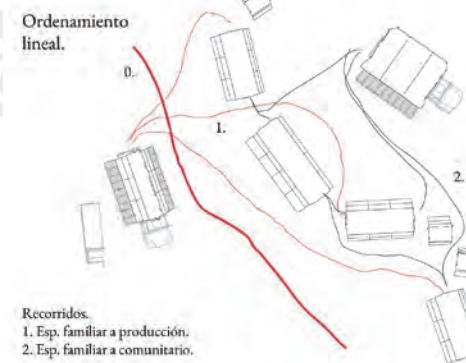 Ordenamiento
lineal.
0.
1.
2.
Recorridos.
1. Esp. familiar a producción.
2. Esp. familiar a comunitario.